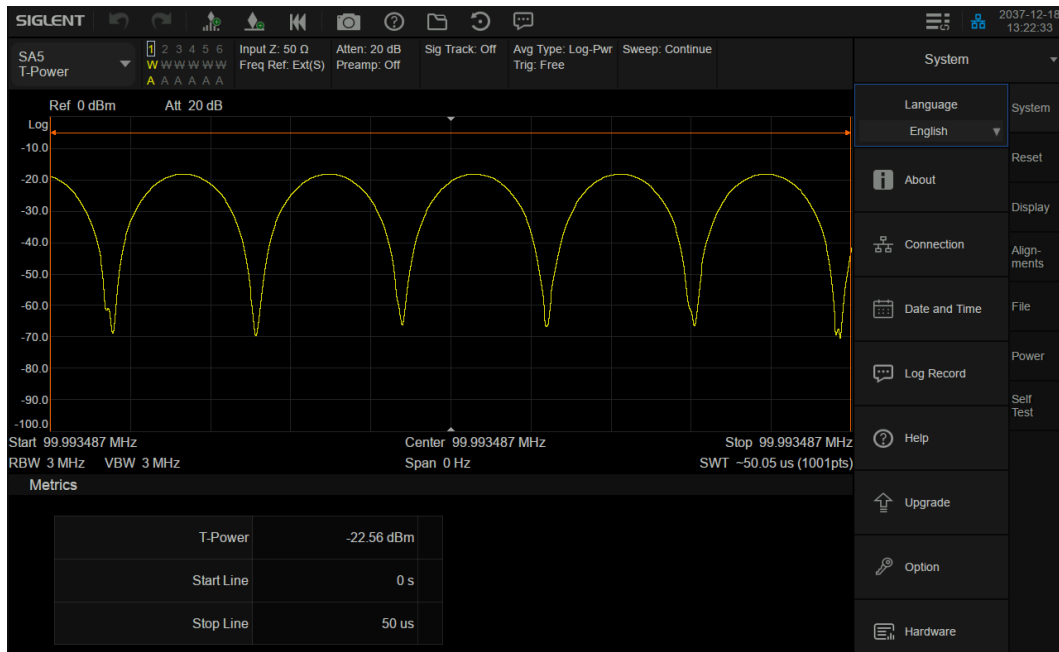 SIGLENT
2037-12-18
13:22:33
SA5
T-Power
1 2 3 4 5 6
W W W W W W
A A A A A A
Input Z: 50 Ω
Freq Ref: Ext(S)
Atten: 20 dB
Preamp: Off
Sig Track: Off
Avg Type: Log-Pwr
Trig: Free
Sweep: Continue
Ref 0 dBm Att 20 dB
Log
-10.0
-20.0
-30.0
-40.0
-50.0
-60.0
-70.0
-80.0
-90.0
-100.0
Start 99.993487 MHz Center 99.993487 MHz Stop 99.993487 MHz
RBW 3 MHz VBW 3 MHz Span 0 Hz SWT ~50.05 us (1001pts)
Metrics
T-Power -22.56 dBm
Start Line 0 s
Stop Line 50 us
System
Language
English
About
Connection
Date and Time
Log Record
Help
Upgrade
Option
Hardware
System
Reset
Display
Align-
ments
File
Power
Self
Test